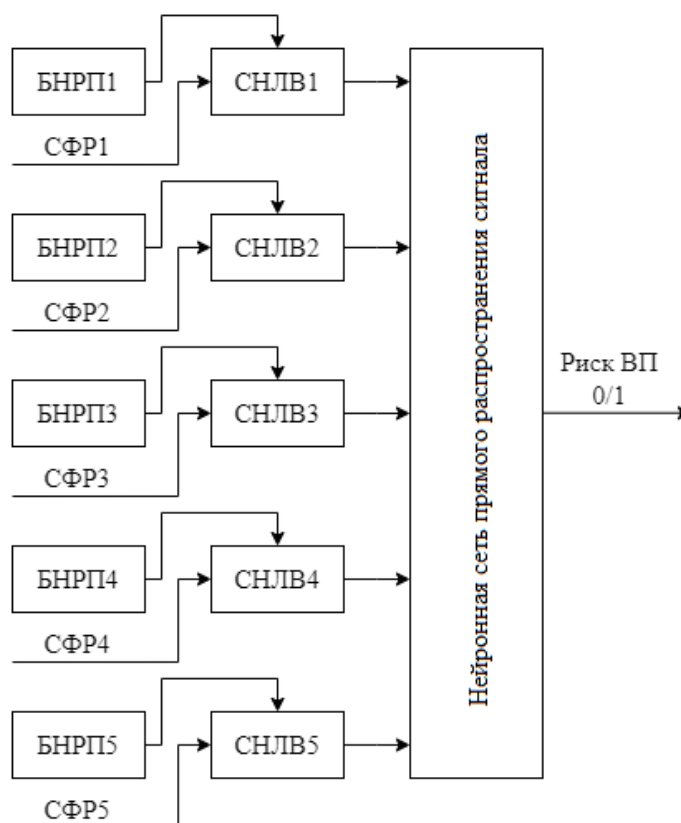 БНРП1
СНЛВ1
СФР1
БНРП2
СНЛВ2
СФР2
БНРП3
СНЛВ3
СФР3
БНРП4
СНЛВ4
СФР4
БНРП5
СНЛВ5
СФР5
Нейронная сеть прямого распространения сигнала
Риск ВП
0/1